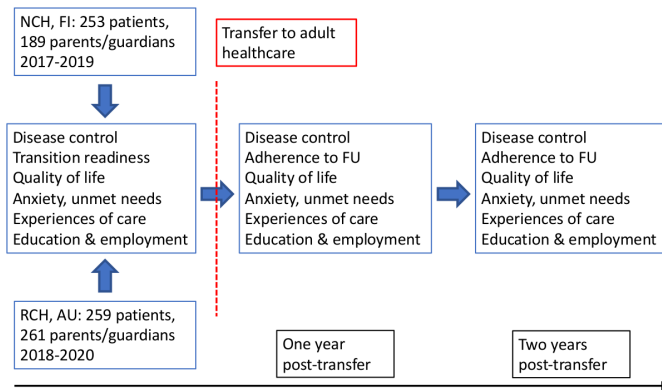 NCH, FI: 253 patients,
189 parents/guardians
2017-2019
Transfer to adult
healthcare
Disease control
Transition readiness
Quality of life
Anxiety, unmet needs
Experiences of care
Education & employment
Disease control
Adherence to FU
Quality of life
Anxiety, unmet needs
Experiences of care
Education & employment
Disease control
Adherence to FU
Quality of life
Anxiety, unmet needs
Experiences of care
Education & employment
RCH, AU: 259 patients,
261 parents/guardians
2018-2020
One year
post-transfer
Two years
post-transfer